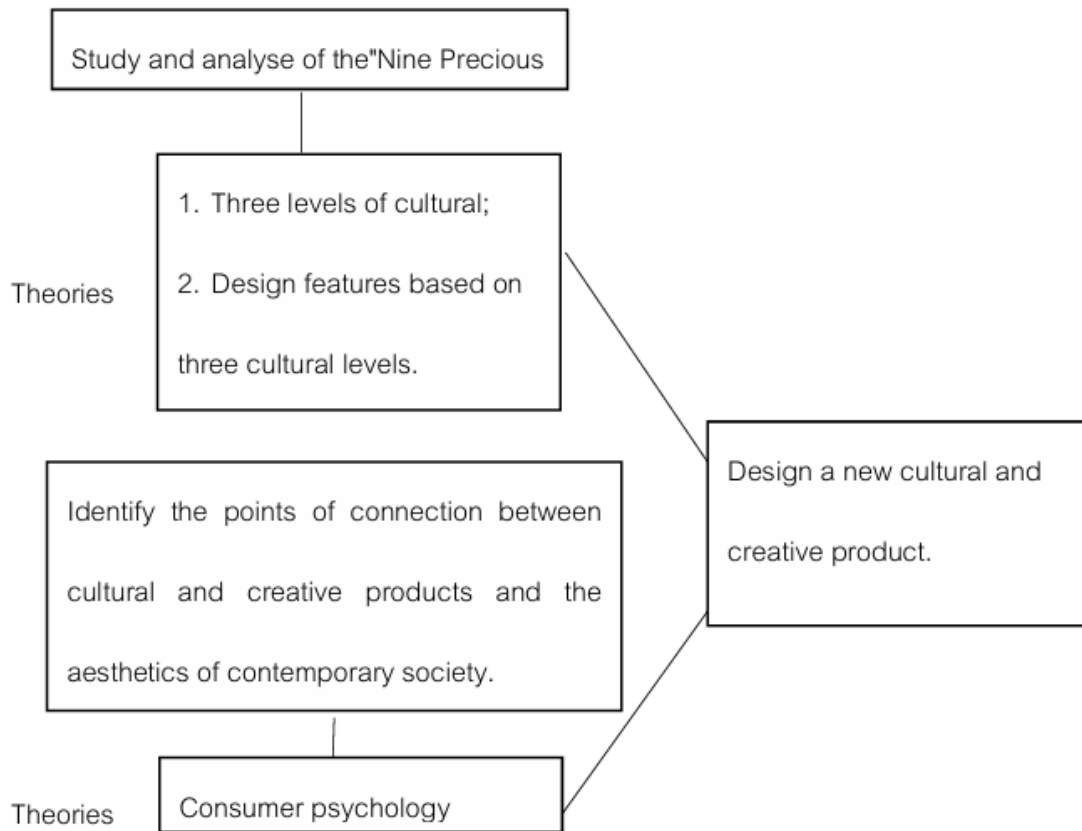 Study and analyse of the"Nine Precious
1. Three levels of cultural;
Theories
2. Design features based on
three cultural levels.
Design a new cultural and
creative product.
Identify the points of connection between
cultural and creative products and the
aesthetics of contemporary society.
Theories
Consumer psychology